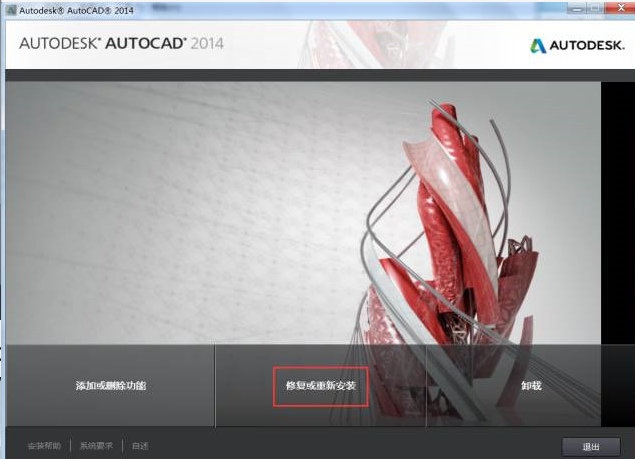 Autodesk® AutoCAD® 2014
AUTODESK® AUTOCAD® 2014
AUTODESK.
添加或删除功能
修复或重新安装
卸载
安装帮助 | 系统要求 | 自述
退出